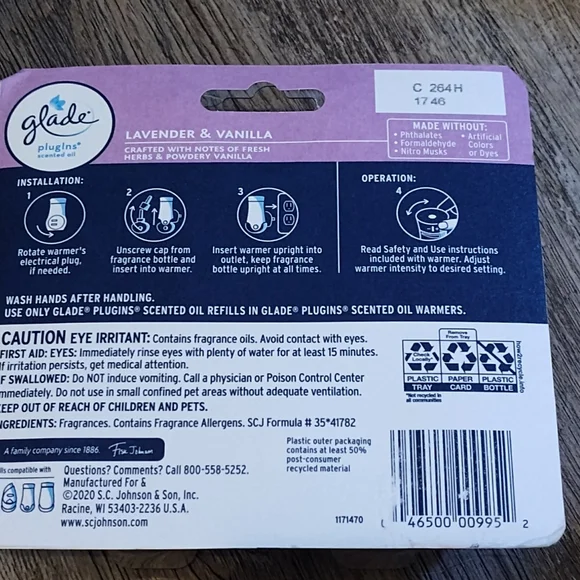 C 264H
1746
glade®
plugins®
scented oil
LAVENDER & VANILLA
CRAFTED WITH NOTES OF FRESH
HERBS & POWDERY VANILLA
MADE WITHOUT:
• Phthalates
• Formaldehyde
• Nitro Musks
• Artificial
Colors
or Dyes
INSTALLATION:
1
Rotate warmer's
electrical plug,
if needed.
2
Unscrew cap from
fragrance bottle and
insert into warmer.
3
Insert warmer upright into
outlet, keep fragrance
bottle upright at all times.
OPERATION:
4
Read Safety and Use instructions
included with warmer. Adjust
warmer intensity to desired setting.
WASH HANDS AFTER HANDLING.
USE ONLY GLADE® PLUGINS® SCENTED OIL REFILLS IN GLADE® PLUGINS® SCENTED OIL WARMERS.
CAUTION EYE IRRITANT: Contains fragrance oils. Avoid contact with eyes.
FIRST AID: EYES: Immediately rinse eyes with plenty of water for at least 15 minutes.
If irritation persists, get medical attention.
IF SWALLOWED: Do NOT induce vomiting. Call a physician or Poison Control Center
immediately. Do not use in small confined pet areas without adequate ventilation.
KEEP OUT OF REACH OF CHILDREN AND PETS.
INGREDIENTS: Fragrances. Contains Fragrance Allergens. SCJ Formula # 35*41782
Remove
From Tray
Check
Locally*
PLASTIC
TRAY
PAPER
CARD
PLASTIC
BOTTLE
*Not recycled in
all communities
how2recycle.info
A family company since 1886. Fisk Johnson
lls compatible with
Questions? Comments? Call 800-558-5252.
Manufactured For &
©2020 S.C. Johnson & Son, Inc.
Racine, WI 53403-2236 U.S.A.
www.scjohnson.com
Plastic outer packaging
contains at least 50%
post-consumer
recycled material
1171470
46500 00995 2